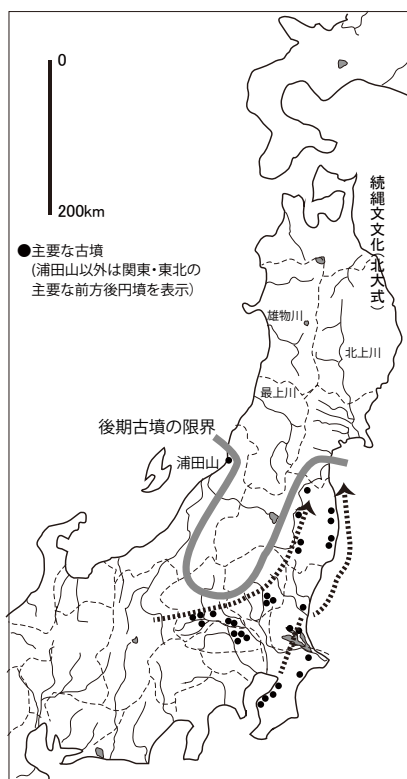 0
200km
●主要な古墳
(浦田山以外は関東・東北の
主要な前方後円墳を表示)
続縄文文化(北大式)
雄物川
北上川
最上川
後期古墳の限界
浦田山